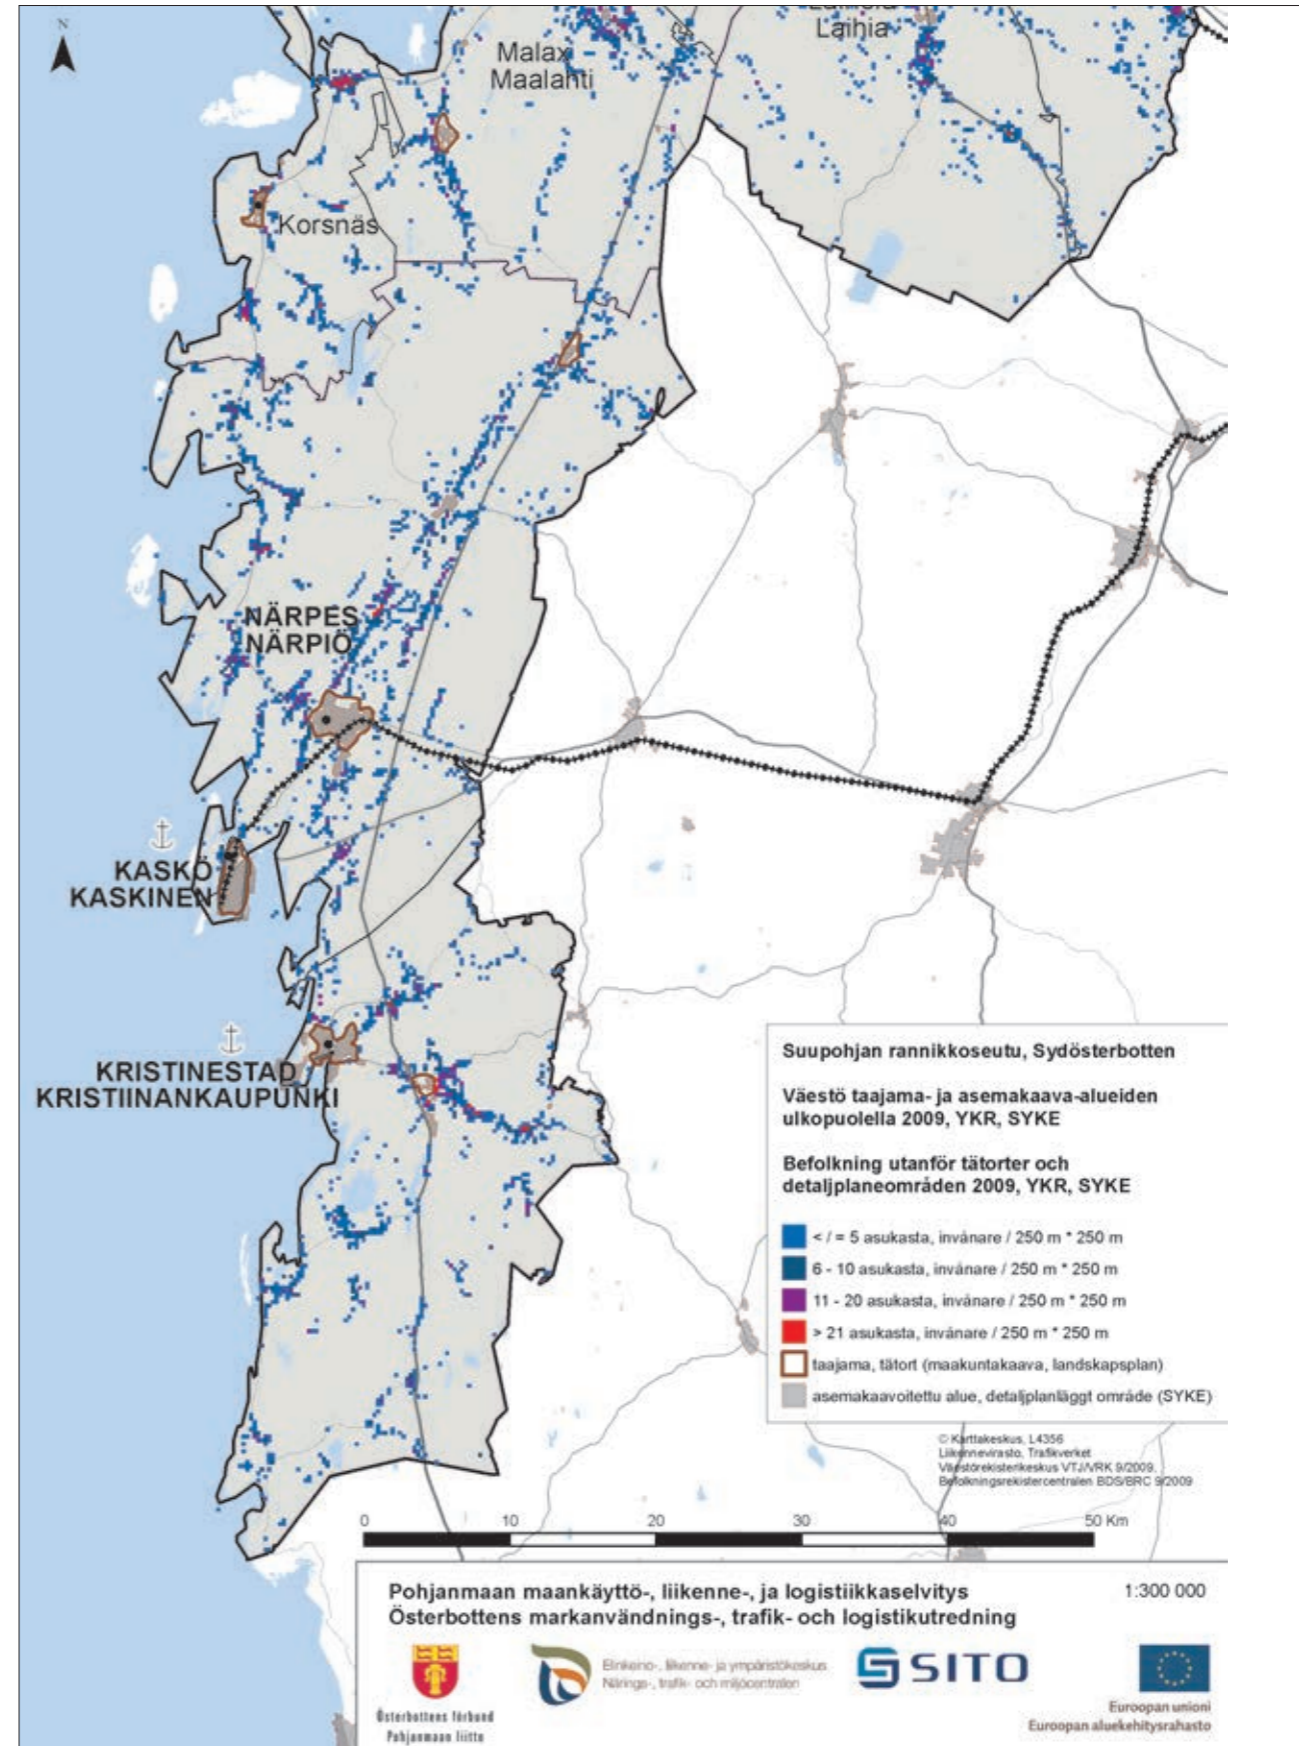 N
Laihia
Malax
Maalahti
Korsnäs
NÄRPES
NÄRPIÖ
KASKÖ
KASKINEN
KRISTINESTAD
KRISTIINANKAUPUNKI
Suupohjan rannikkoseutu, Sydösterbotten
Väestö taajama- ja asemakaava-alueiden
ulkopuolella 2009, YKR, SYKE
Befolkning utanför tätorter och
detaljplaneområden 2009, YKR, SYKE
< / = 5 asukasta, invånare / 250 m * 250 m
6 - 10 asukasta, invånare / 250 m * 250 m
11 - 20 asukasta, invånare / 250 m * 250 m
> 21 asukasta, invånare / 250 m * 250 m
taajama, tätort (maakuntakaava, landskapsplan)
asemakaavoitettu alue, detaljplanläggt område (SYKE)
© Karttakeskus, L4356
Liikennevirasto, Trafikverket
Väestörekisterikeskus VTJ/VRK 9/2009,
Befolkningsregistercentralen BDS/BRC 9/2009
0 10 20 30 40 50 Km
Pohjanmaan maankäyttö-, liikenne-, ja logistiikkaselvitys
Österbottens markanvändnings-, trafik- och logistikutredning
1:300 000
Elinkeino-, liikenne- ja ympäristökeskus
Närings-, trafik- och miljöcentralen
SITO
Österbottens förbund
Pohjanmaan liitto
Euroopan unioni
Euroopan aluekehitysrahasto